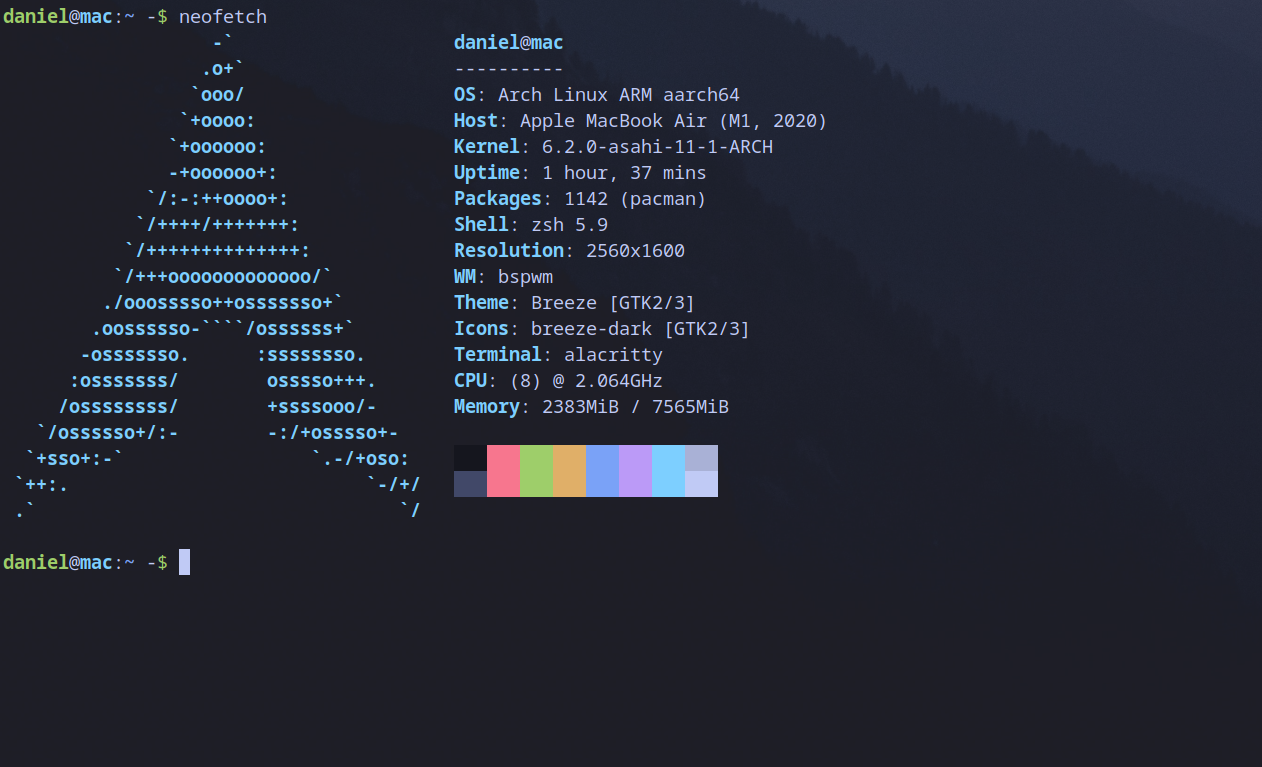 daniel@mac:~ -$ neofetch
                   -`                    daniel@mac
                  .o+`                   ----------
                 `ooo/                   OS: Arch Linux ARM aarch64
                `+oooo:                  Host: Apple MacBook Air (M1, 2020)
               `+oooooo:                 Kernel: 6.2.0-asahi-11-1-ARCH
               -+oooooo+:                Uptime: 1 hour, 37 mins
             `/:-:++oooo+:               Packages: 1142 (pacman)
            `/++++/+++++++:              Shell: zsh 5.9
           `/++++++++++++++:             Resolution: 2560x1600
          `/+++ooooooooooooo/`           WM: bspwm
         ./ooosssso++osssssso+`          Theme: Breeze [GTK2/3]
        .oossssso-````/ossssss+`         Icons: breeze-dark [GTK2/3]
       -osssssso.      :ssssssso.        Terminal: alacritty
      :osssssss/        osssso+++.       CPU: (8) @ 2.064GHz
     /ossssssss/        +ssssooo/-       Memory: 2383MiB / 7565MiB
   `/ossssso+/:-        -:/+osssso+-
  `+sso+:-`                 `.-/+oso:
 `++:.                           `-/+/
 .`                                 `/
daniel@mac:~ -$